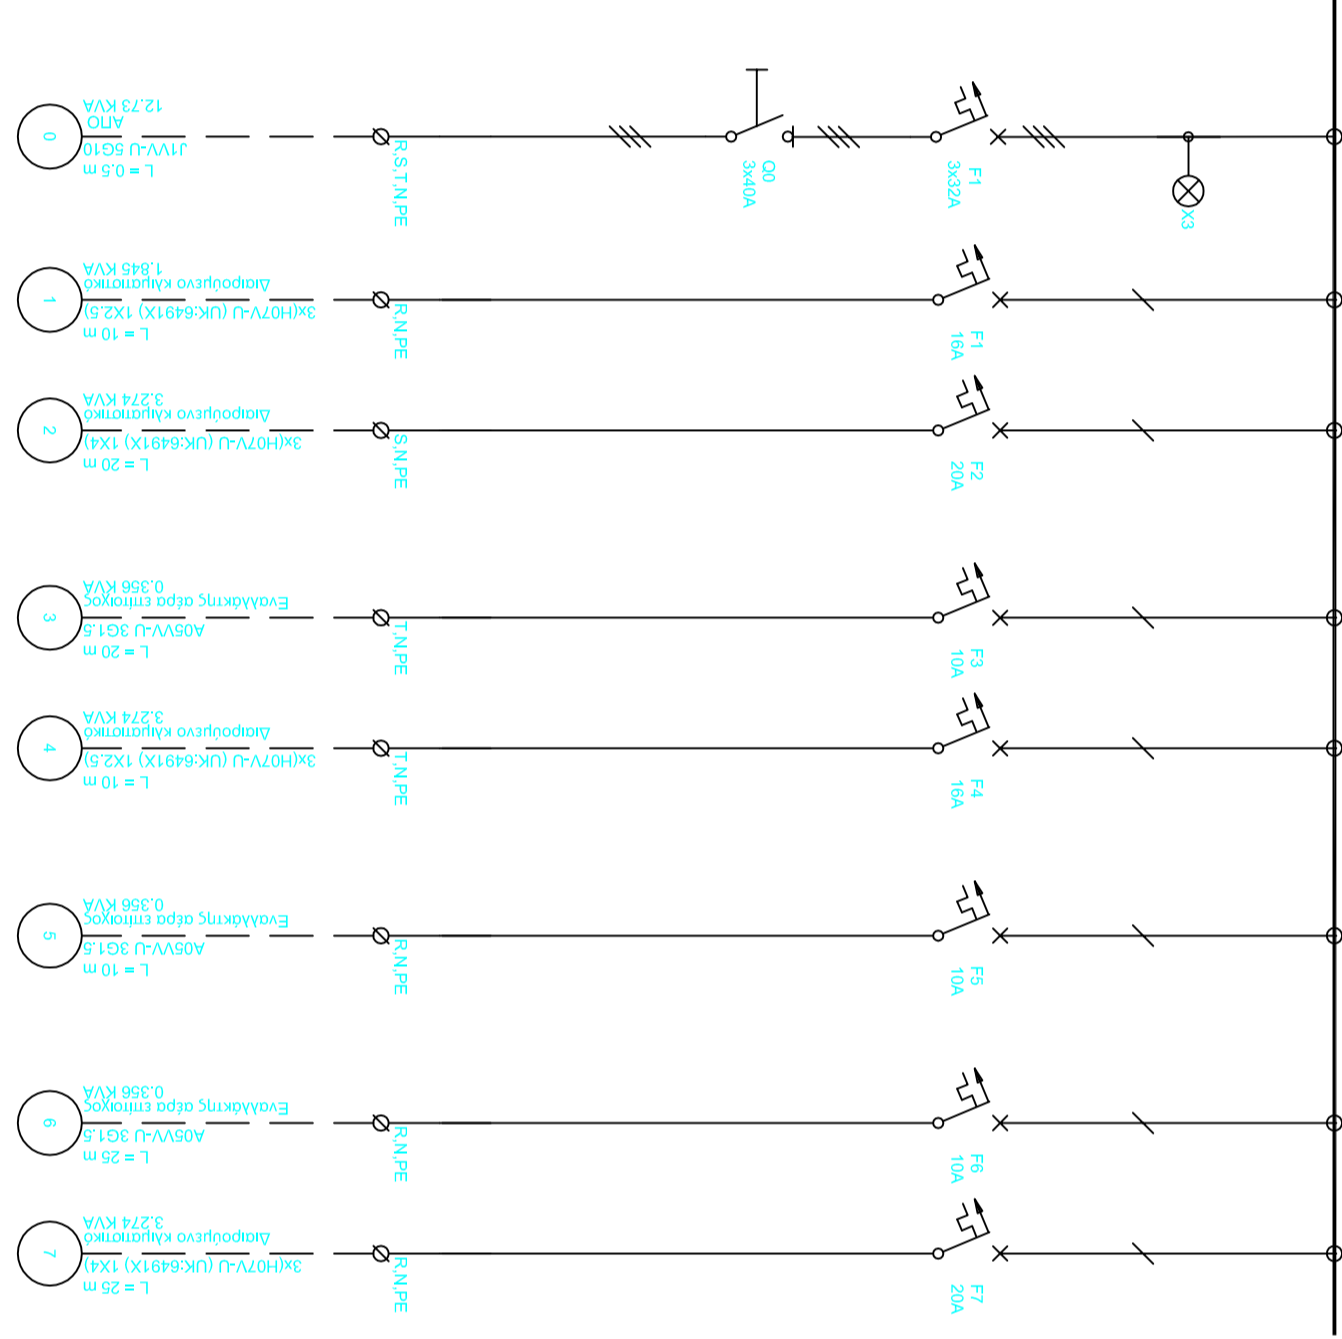 0
L = 0.5 m
J1VV-U 5G10
ΑΠΟ
12.73 KVA
R,S,T,N,PE
Q0
3x40A
F1
3x32A
X3
1
L = 10 m
3x(H07V-U (UK:6491X) 1X2.5)
Διαιρούμενο κλιματιστικό
1.845 KVA
R,N,PE
F1
16A
2
L = 20 m
3x(H07V-U (UK:6491X) 1X4)
Διαιρούμενο κλιματιστικό
3.274 KVA
S,N,PE
F2
20A
3
L = 20 m
A05VV-U 3G1.5
Εναλλάκτης αέρα επίτοιχος
0.356 KVA
T,N,PE
F3
10A
4
L = 10 m
3x(H07V-U (UK:6491X) 1X2.5)
Διαιρούμενο κλιματιστικό
3.274 KVA
T,N,PE
F4
16A
5
L = 10 m
A05VV-U 3G1.5
Εναλλάκτης αέρα επίτοιχος
0.356 KVA
R,N,PE
F5
10A
6
L = 25 m
A05VV-U 3G1.5
Εναλλάκτης αέρα επίτοιχος
0.356 KVA
R,N,PE
F6
10A
7
L = 25 m
3x(H07V-U (UK:6491X) 1X4)
Διαιρούμενο κλιματιστικό
3.274 KVA
R,N,PE
F7
20A